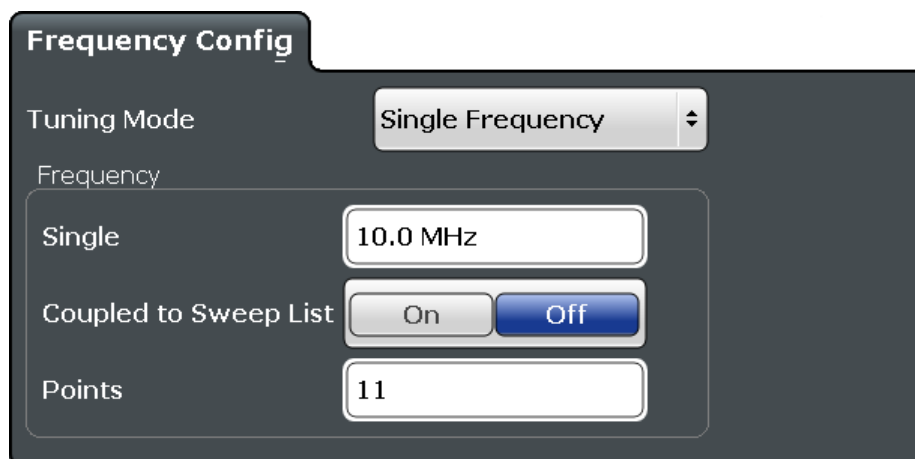 Frequency Config
Tuning Mode Single Frequency
Frequency
Single 10.0 MHz
Coupled to Sweep List On Off
Points 11